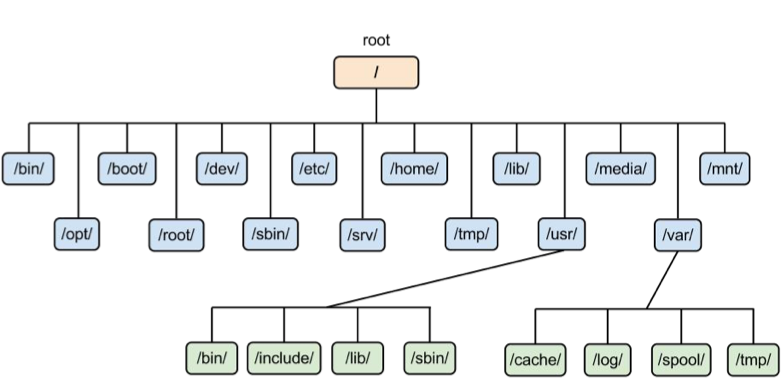 root
/
/bin/ /boot/ /dev/ /etc/ /home/ /lib/ /media/ /mnt/
/opt/ /root/ /sbin/ /srv/ /tmp/ /usr/ /var/
/bin/ /include/ /lib/ /sbin/ /cache/ /log/ /spool/ /tmp/